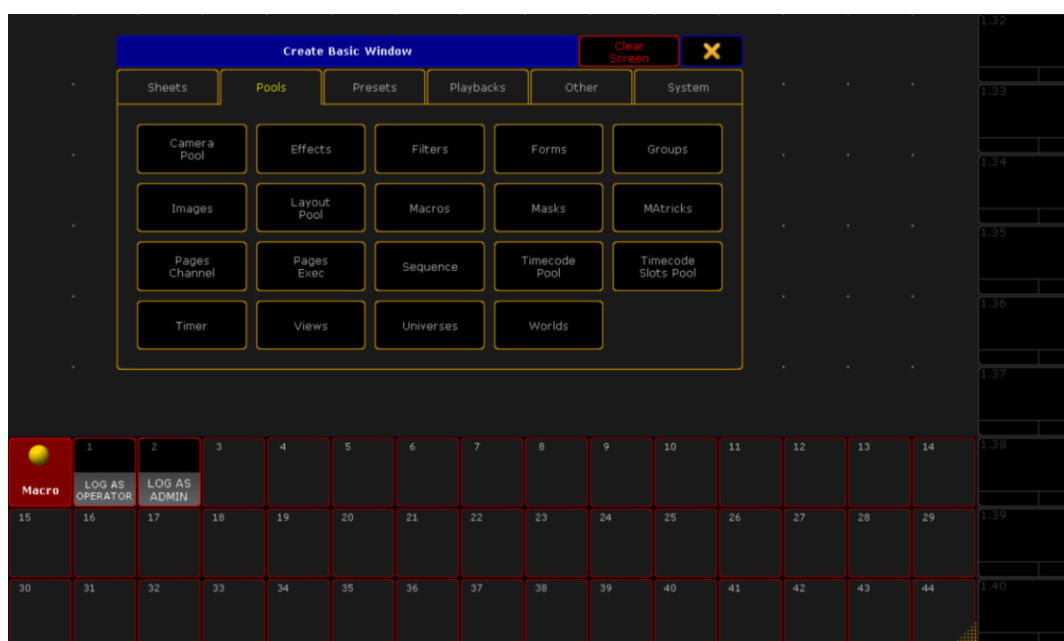 1.32
Create Basic Window
Clear
Screen
Sheets
Pools
Presets
Playbacks
Other
System
1.33
Camera
Pool
Effects
Filters
Forms
Groups
1.34
Images
Layout
Pool
Macros
Masks
MAtricks
1.35
Pages
Channel
Pages
Exec
Sequence
Timecode
Pool
Timecode
Slots Pool
1.36
Timer
Views
Universes
Worlds
1.37
Macro
1
LOG AS
OPERATOR
2
LOG AS
ADMIN
3
4
5
6
7
8
9
10
11
12
13
14
1.38
15
16
17
18
19
20
21
22
23
24
25
26
27
28
29
1.39
30
31
32
33
34
35
36
37
38
39
40
41
42
43
44
1.40